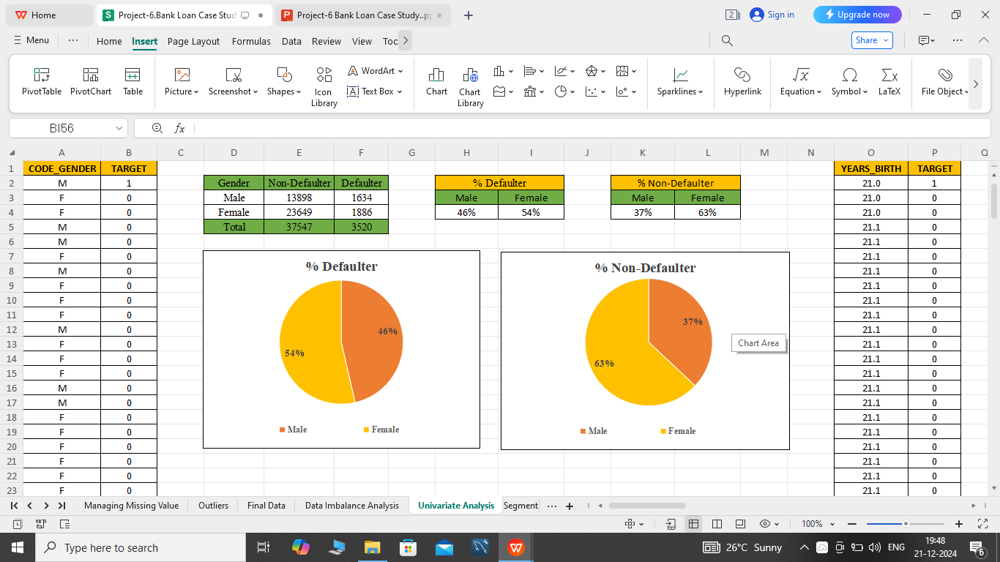 Home Project-6.Bank Loan Case Stud Project-6 Bank Loan Case Study..pp 2 Sign in Upgrade now
Menu ··· Home Insert Page Layout Formulas Data Review View Toc Share
WordArt
PivotTable PivotChart Table Picture Screenshot Shapes Icon Library Text Box Chart Chart Library Sparklines Hyperlink Equation Symbol LaTeX File Object
BI56 fx
A B C D E F G H I J K L M N O P Q
1 CODE_GENDER TARGET YEARS_BIRTH TARGET
2 M 1 Gender Non-Defaulter Defaulter % Defaulter % Non-Defaulter 21.0 1
3 F 0 Male 13898 1634 Male Female Male Female 21.0 0
4 F 0 Female 23649 1886 46% 54% 37% 63% 21.0 0
5 M 0 Total 37547 3520 21.1 0
6 M 0 21.1 0
7 F 0 21.1 0
8 M 0 21.1 0
9 F 0 21.1 0
10 F 0 21.1 0
11 F 0 21.1 0
12 M 0 21.1 0
13 F 0 21.1 0
14 F 0 21.1 0
15 F 0 21.1 0
16 M 0 21.1 0
17 M 0 21.1 0
18 F 0 21.1 0
19 F 0 21.1 0
20 F 0 21.1 0
21 F 0 21.1 0
22 F 0 21.1 0
23 F 0 21.1 0
% Defaulter
46%
54%
Male Female
% Non-Defaulter
37%
63%
Male Female
Chart Area
Managing Missing Value Outliers Final Data Data Imbalance Analysis Univariate Analysis Segment ··· +
100%
Type here to search 26°C Sunny ENG 19:48
21-12-2024 6